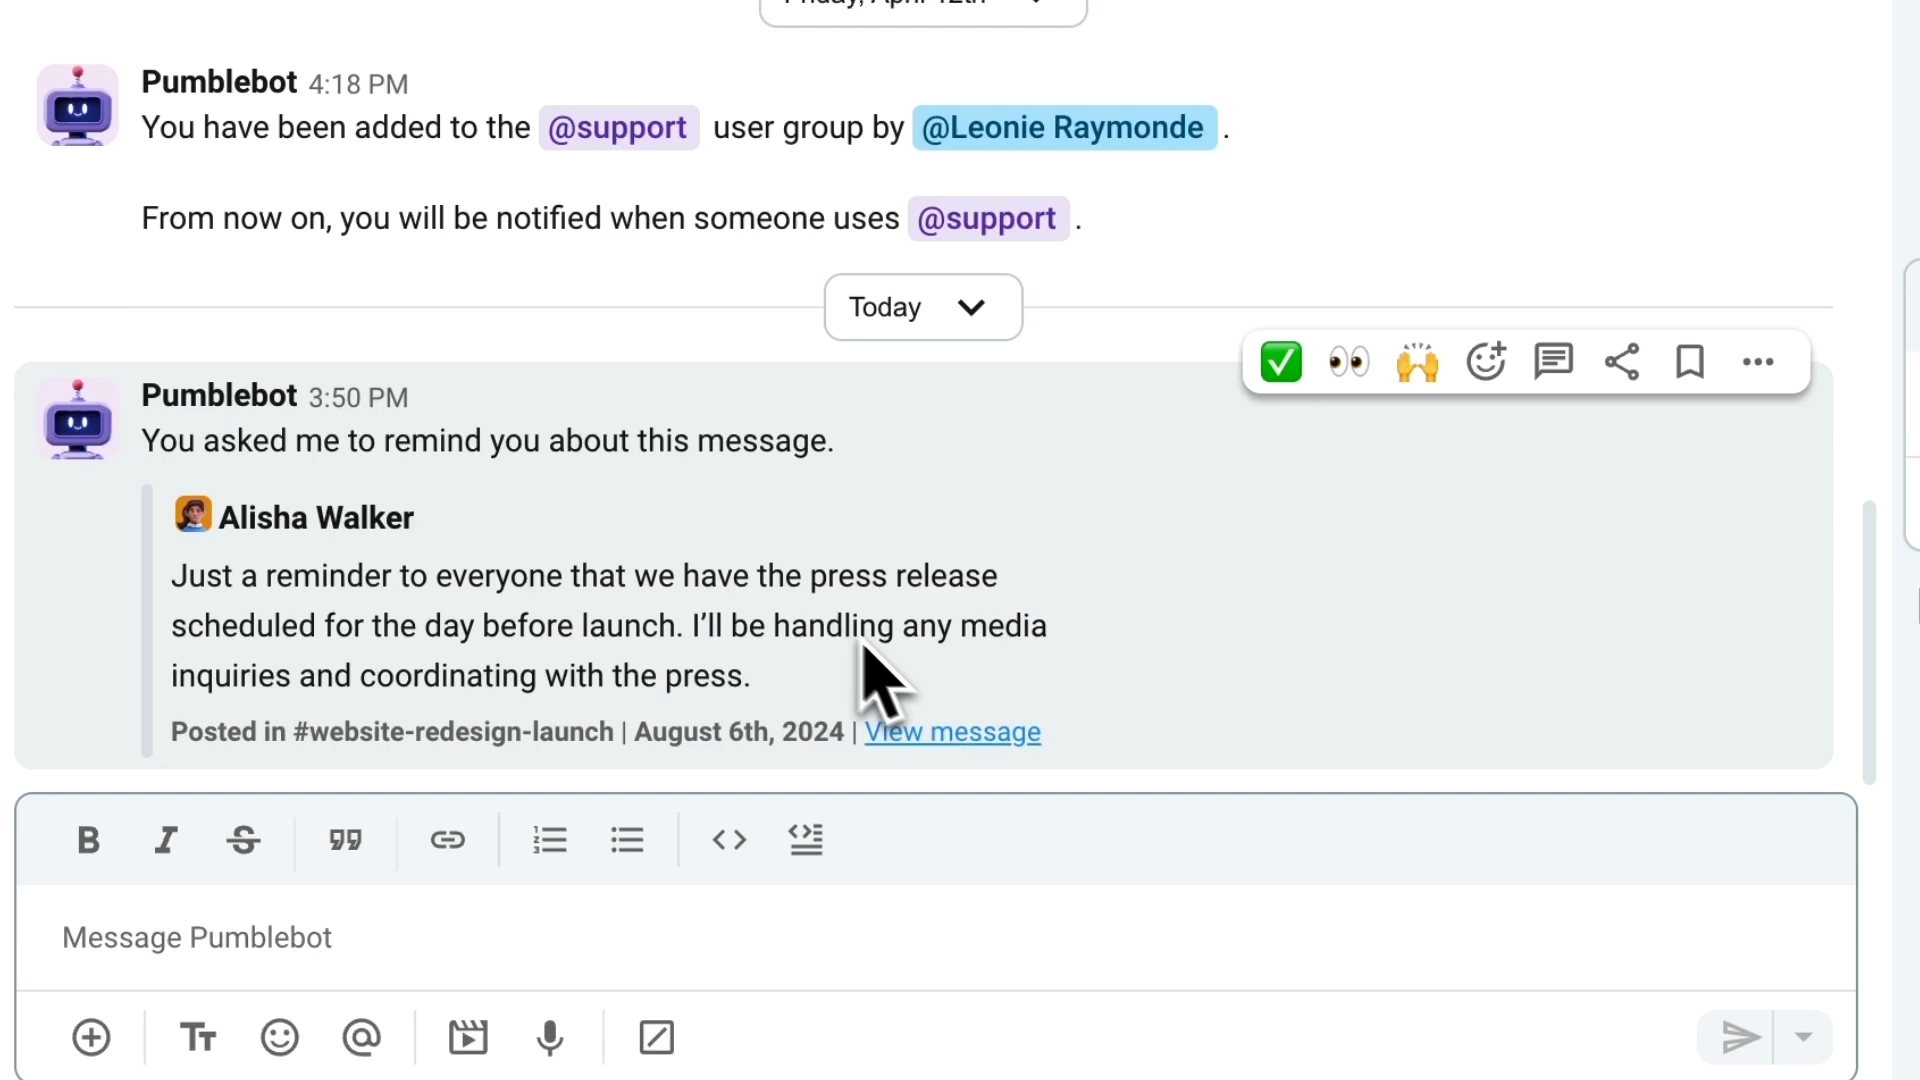 Friday, April 12th
Pumblebot 4:18 PM
You have been added to the @support user group by @Leonie Raymonde .
From now on, you will be notified when someone uses @support .
Today
Pumblebot 3:50 PM
You asked me to remind you about this message.
Alisha Walker
Just a reminder to everyone that we have the press release
scheduled for the day before launch. I’ll be handling any media
inquiries and coordinating with the press.
Posted in #website-redesign-launch | August 6th, 2024 | View message
Message Pumblebot